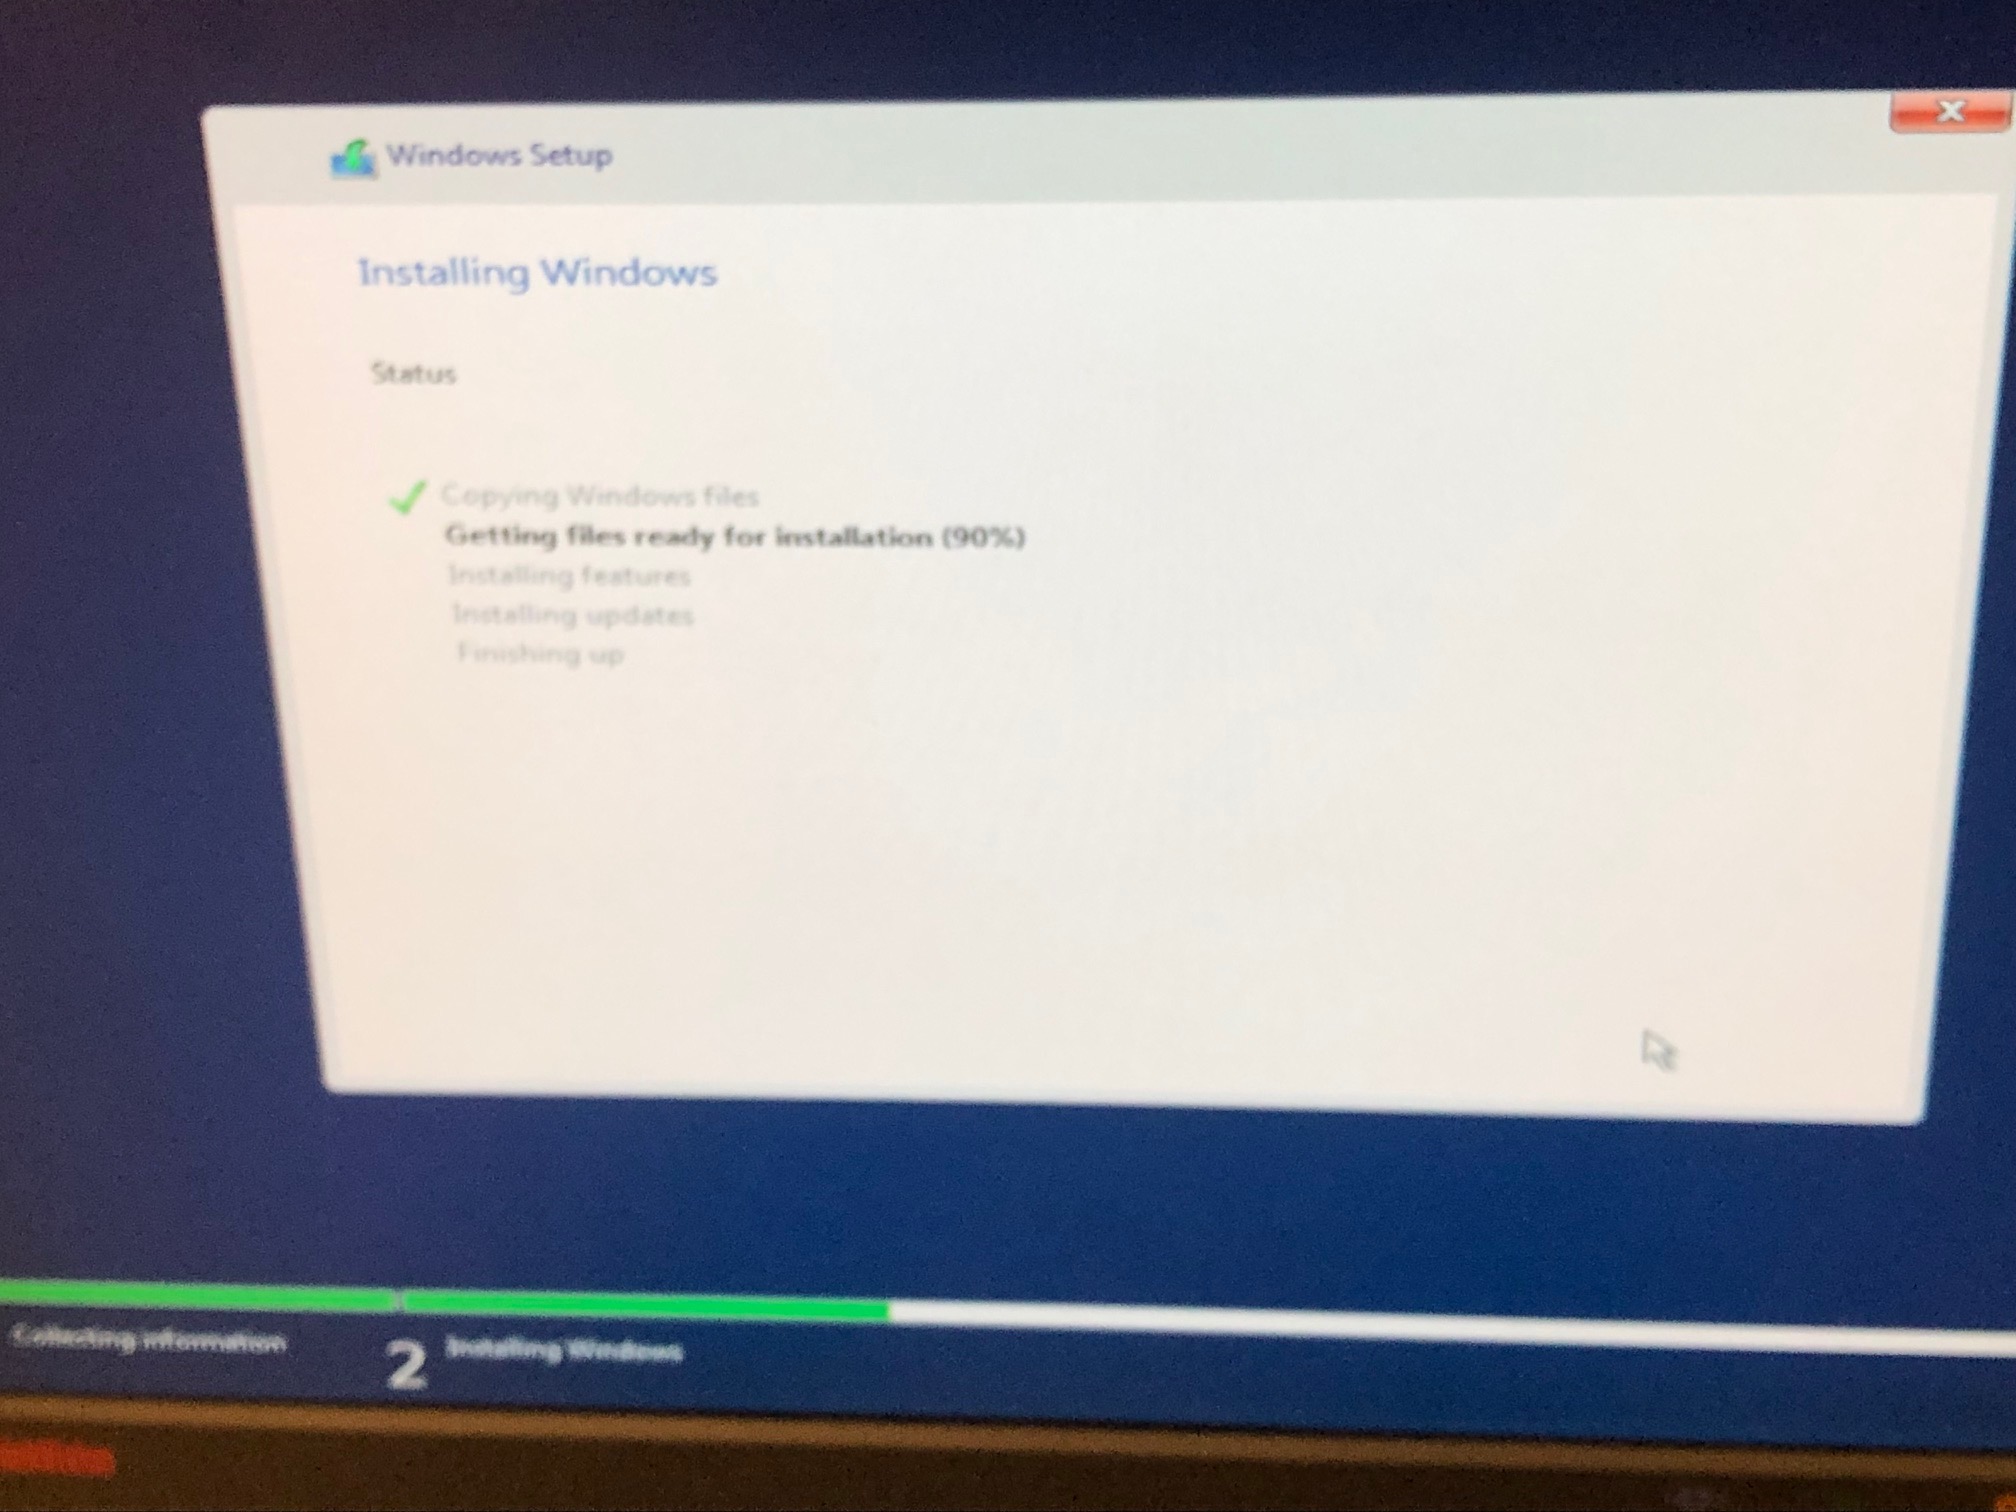 Windows Setup
Installing Windows
Status
Copying Windows files
Getting files ready for installation (90%)
Installing features
Installing updates
Finishing up
Collecting information
2 Installing Windows